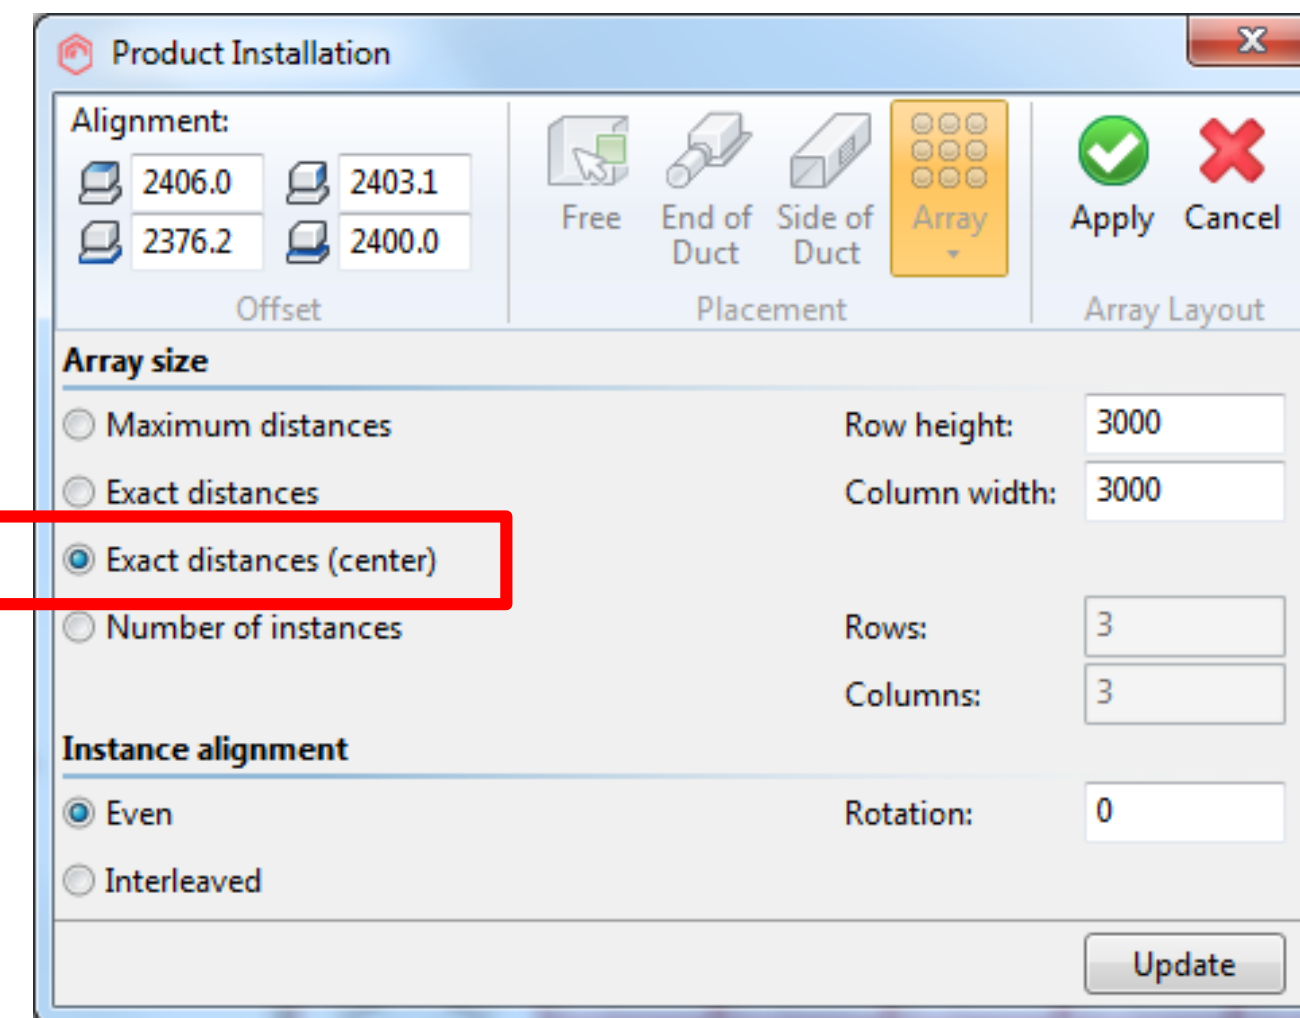 Product Installation
Alignment:
2406.0 2403.1
2376.2 2400.0
Offset
Free End of Duct Side of Duct Array
Placement
Apply Cancel
Array Layout
Array size
Maximum distances Row height: 3000
Exact distances Column width: 3000
Exact distances (center)
Number of instances Rows: 3
Columns: 3
Instance alignment
Even Rotation: 0
Interleaved
Update